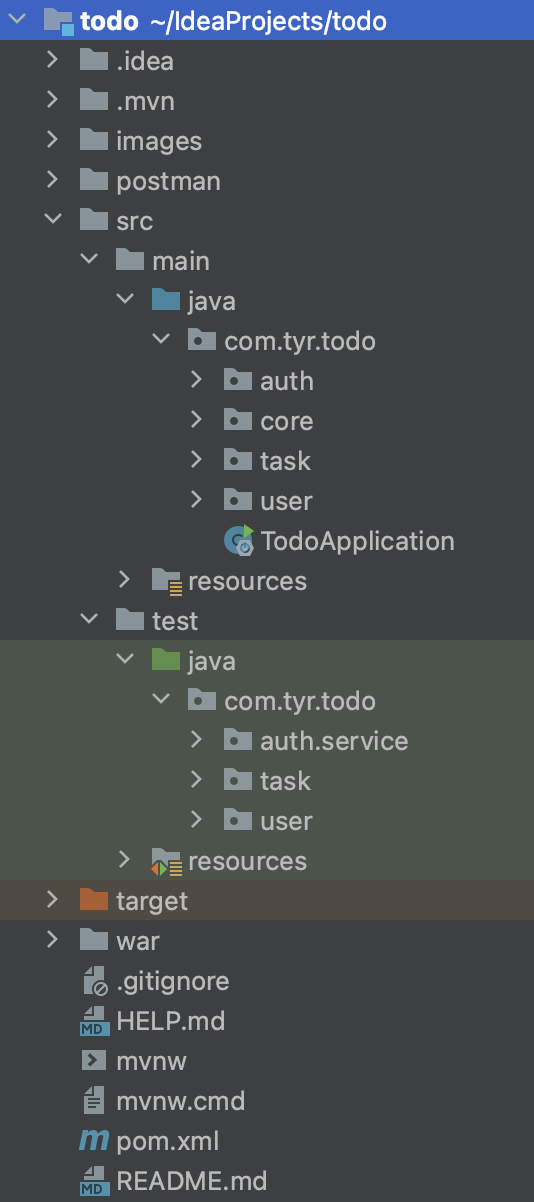 todo ~/IdeaProjects/todo
.idea
.mvn
images
postman
src
main
java
com.tyr.todo
auth
core
task
user
TodoApplication
resources
test
java
com.tyr.todo
auth.service
task
user
resources
target
war
.gitignore
MD HELP.md
mvnw
mvnw.cmd
m pom.xml
MD README.md